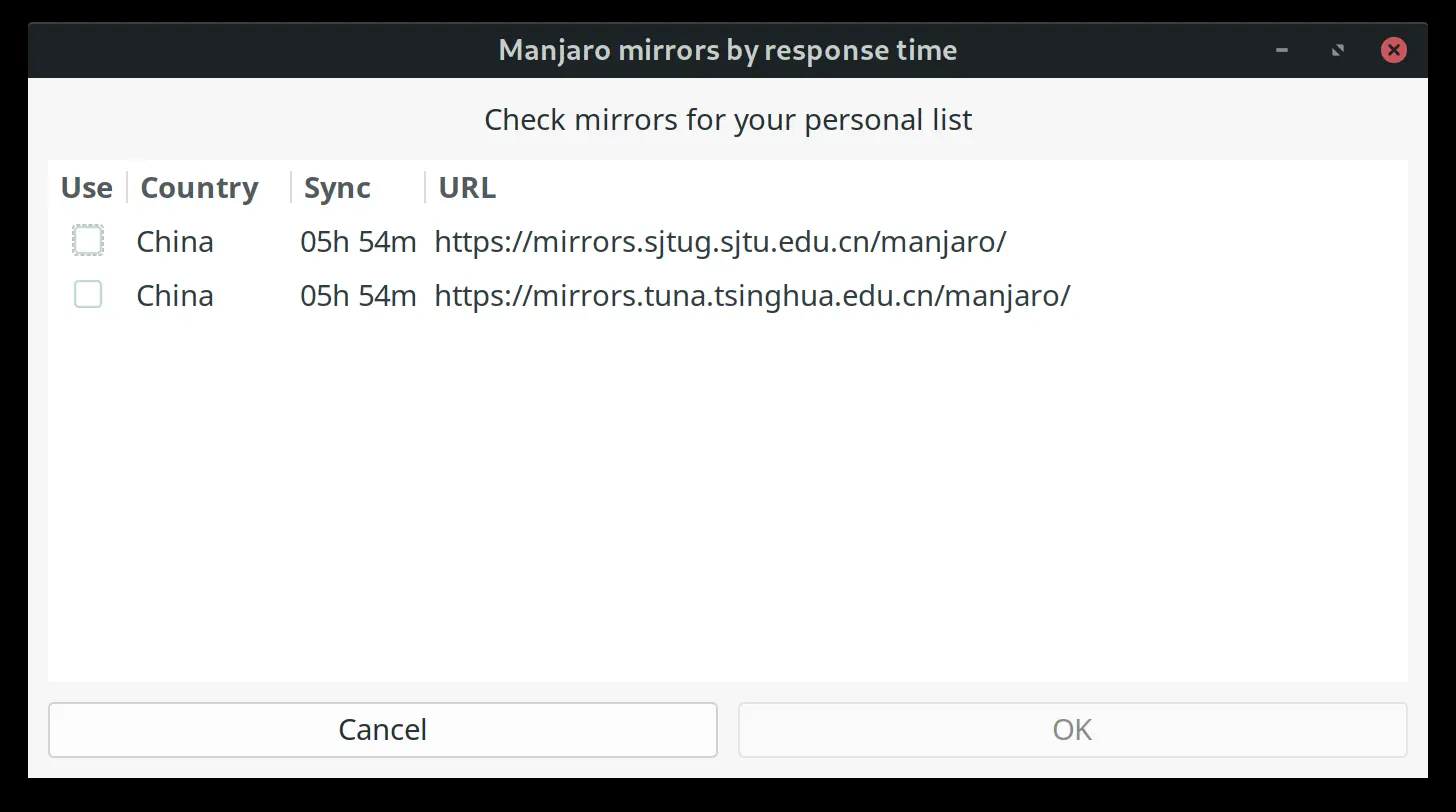 Manjaro mirrors by response time
Check mirrors for your personal list
Use Country Sync URL
China 05h 54m https://mirrors.sjtug.sjtu.edu.cn/manjaro/
China 05h 54m https://mirrors.tuna.tsinghua.edu.cn/manjaro/
Cancel OK